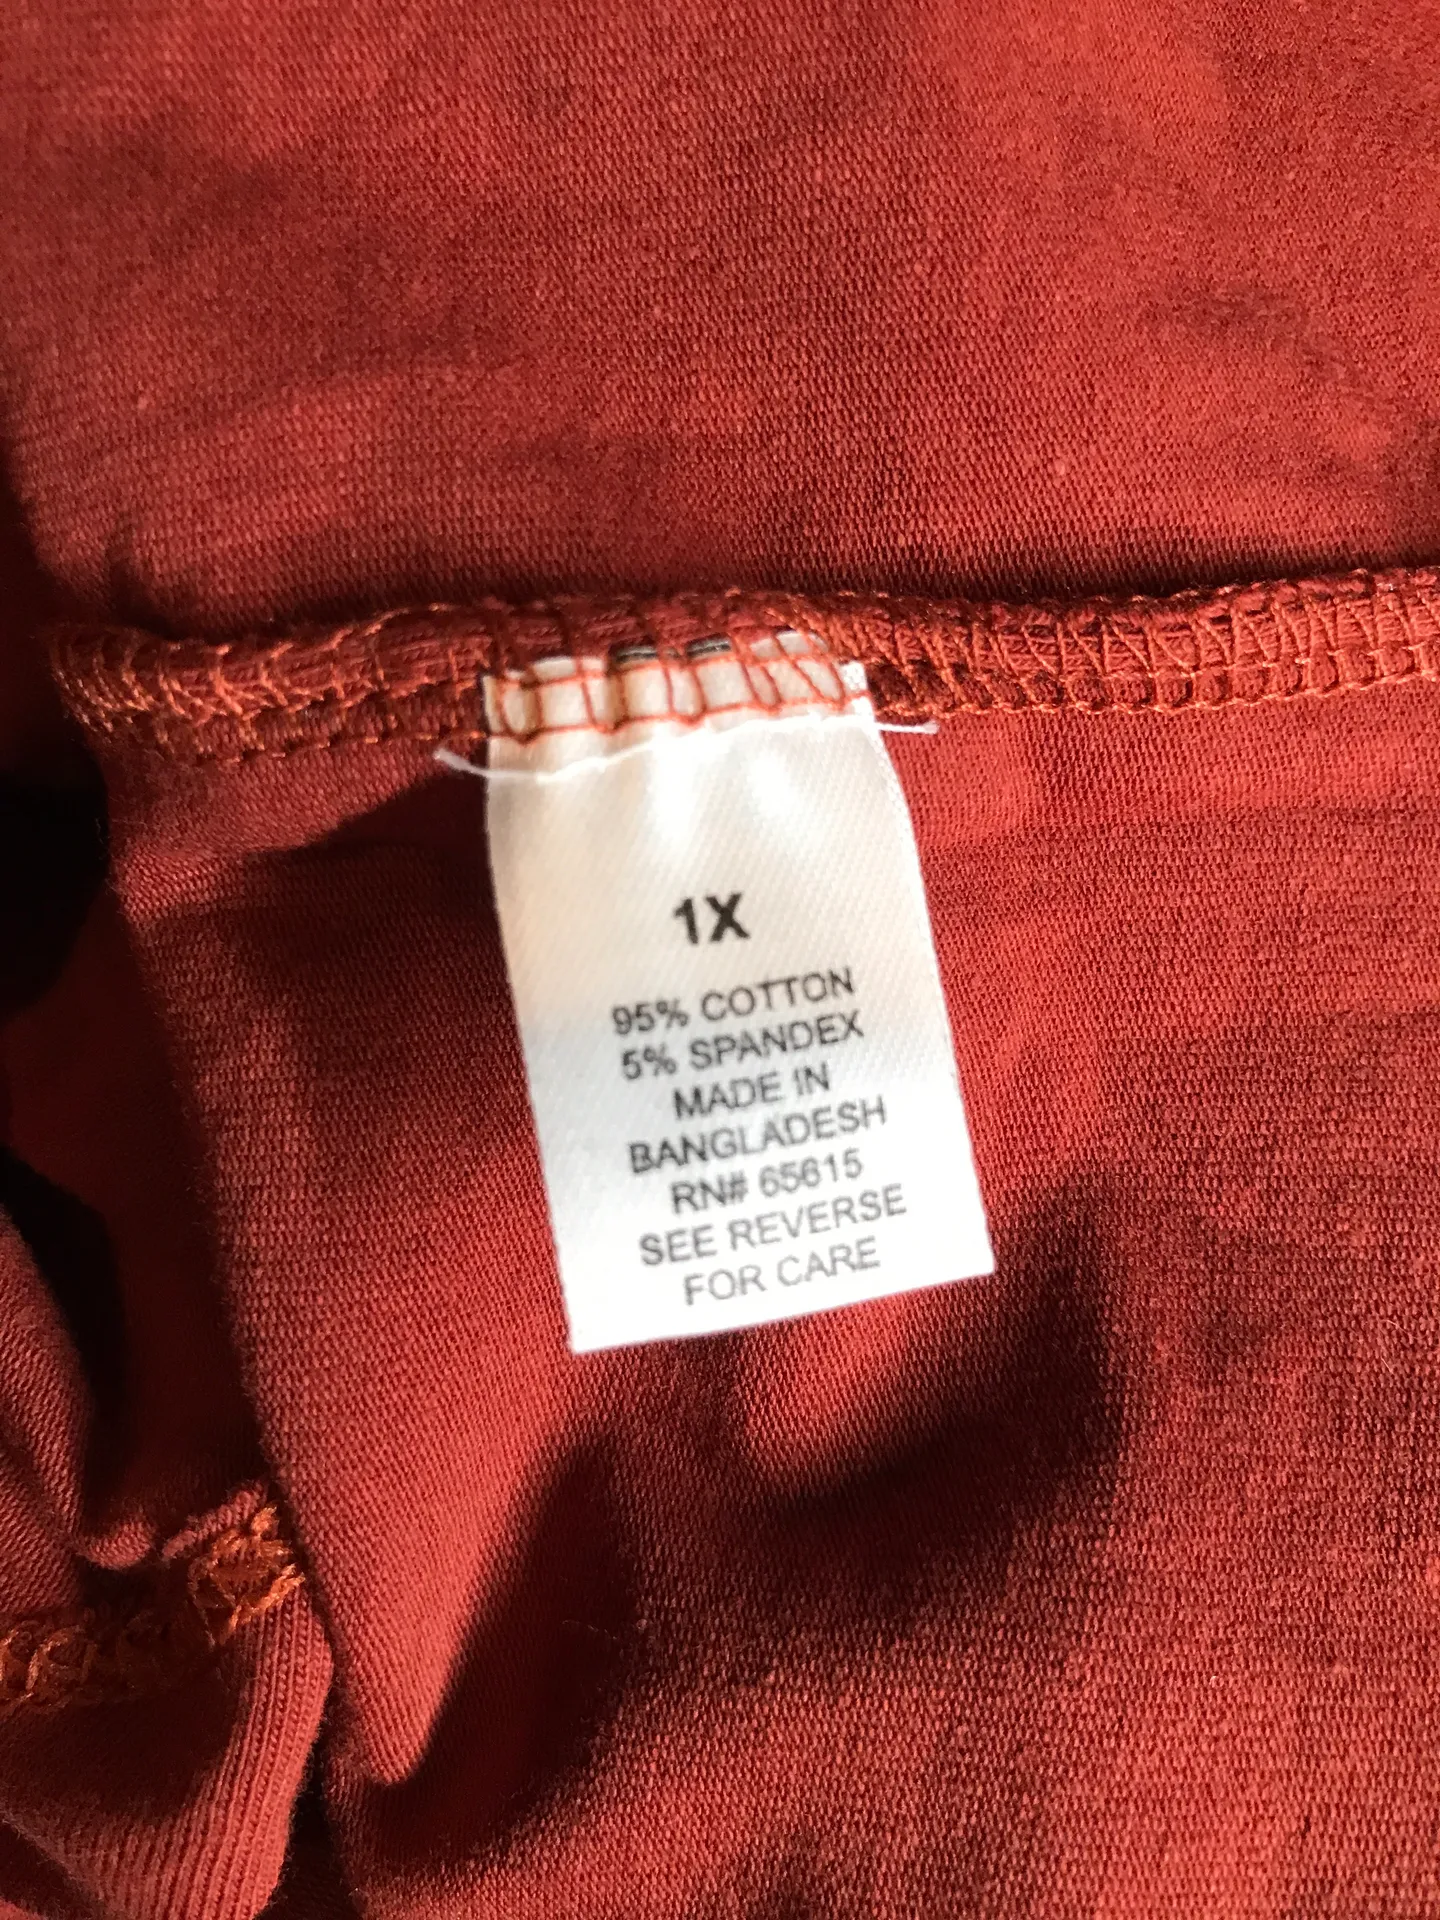 1X
95% COTTON
5% SPANDEX
MADE IN
BANGLADESH
RN# 65615
SEE REVERSE
FOR CARE